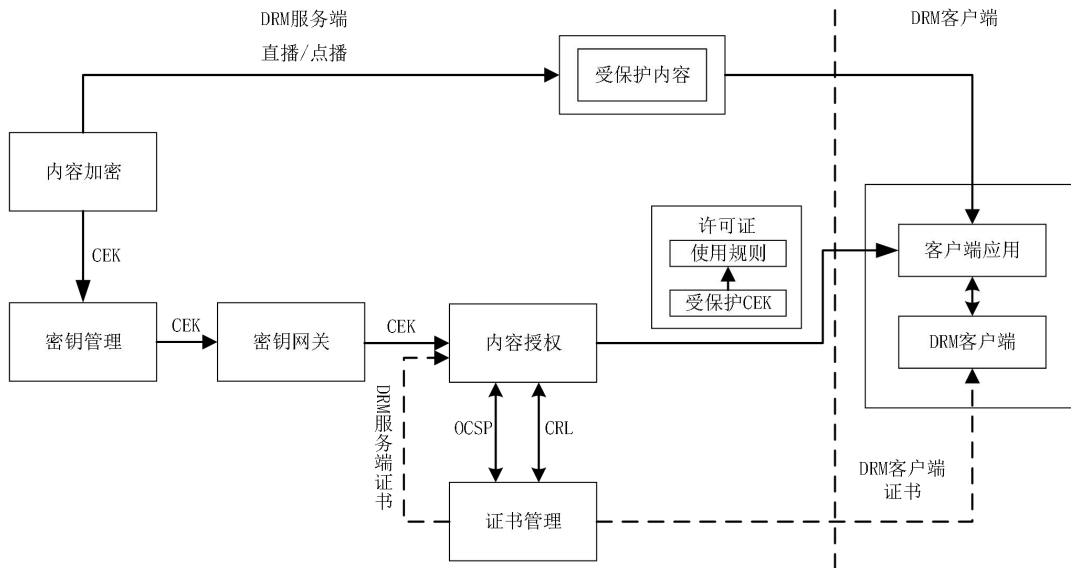 DRM服务端
DRM客户端
直播/点播
受保护内容
内容加密
许可证
使用规则
受保护CEK
客户端应用
CEK
密钥管理
CEK
密钥网关
CEK
内容授权
DRM客户端
DRM服务端证书
OCSP
CRL
DRM客户端
证书
证书管理